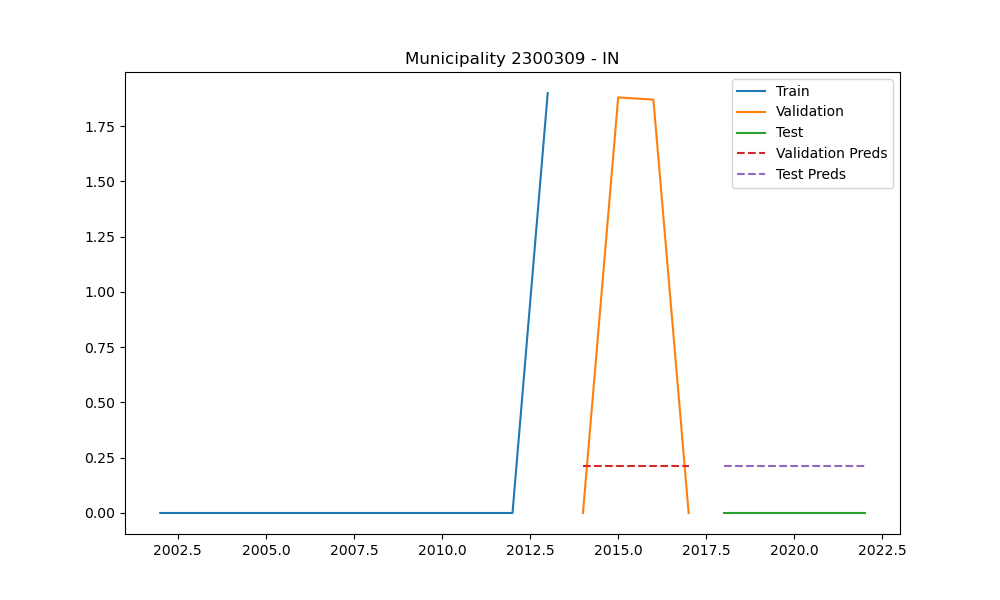 Municipality 2300309 - IN
Train
Validation
Test
Validation Preds
Test Preds
1.75
1.50
1.25
1.00
0.75
0.50
0.25
0.00
2002.5 2005.0 2007.5 2010.0 2012.5 2015.0 2017.5 2020.0 2022.5